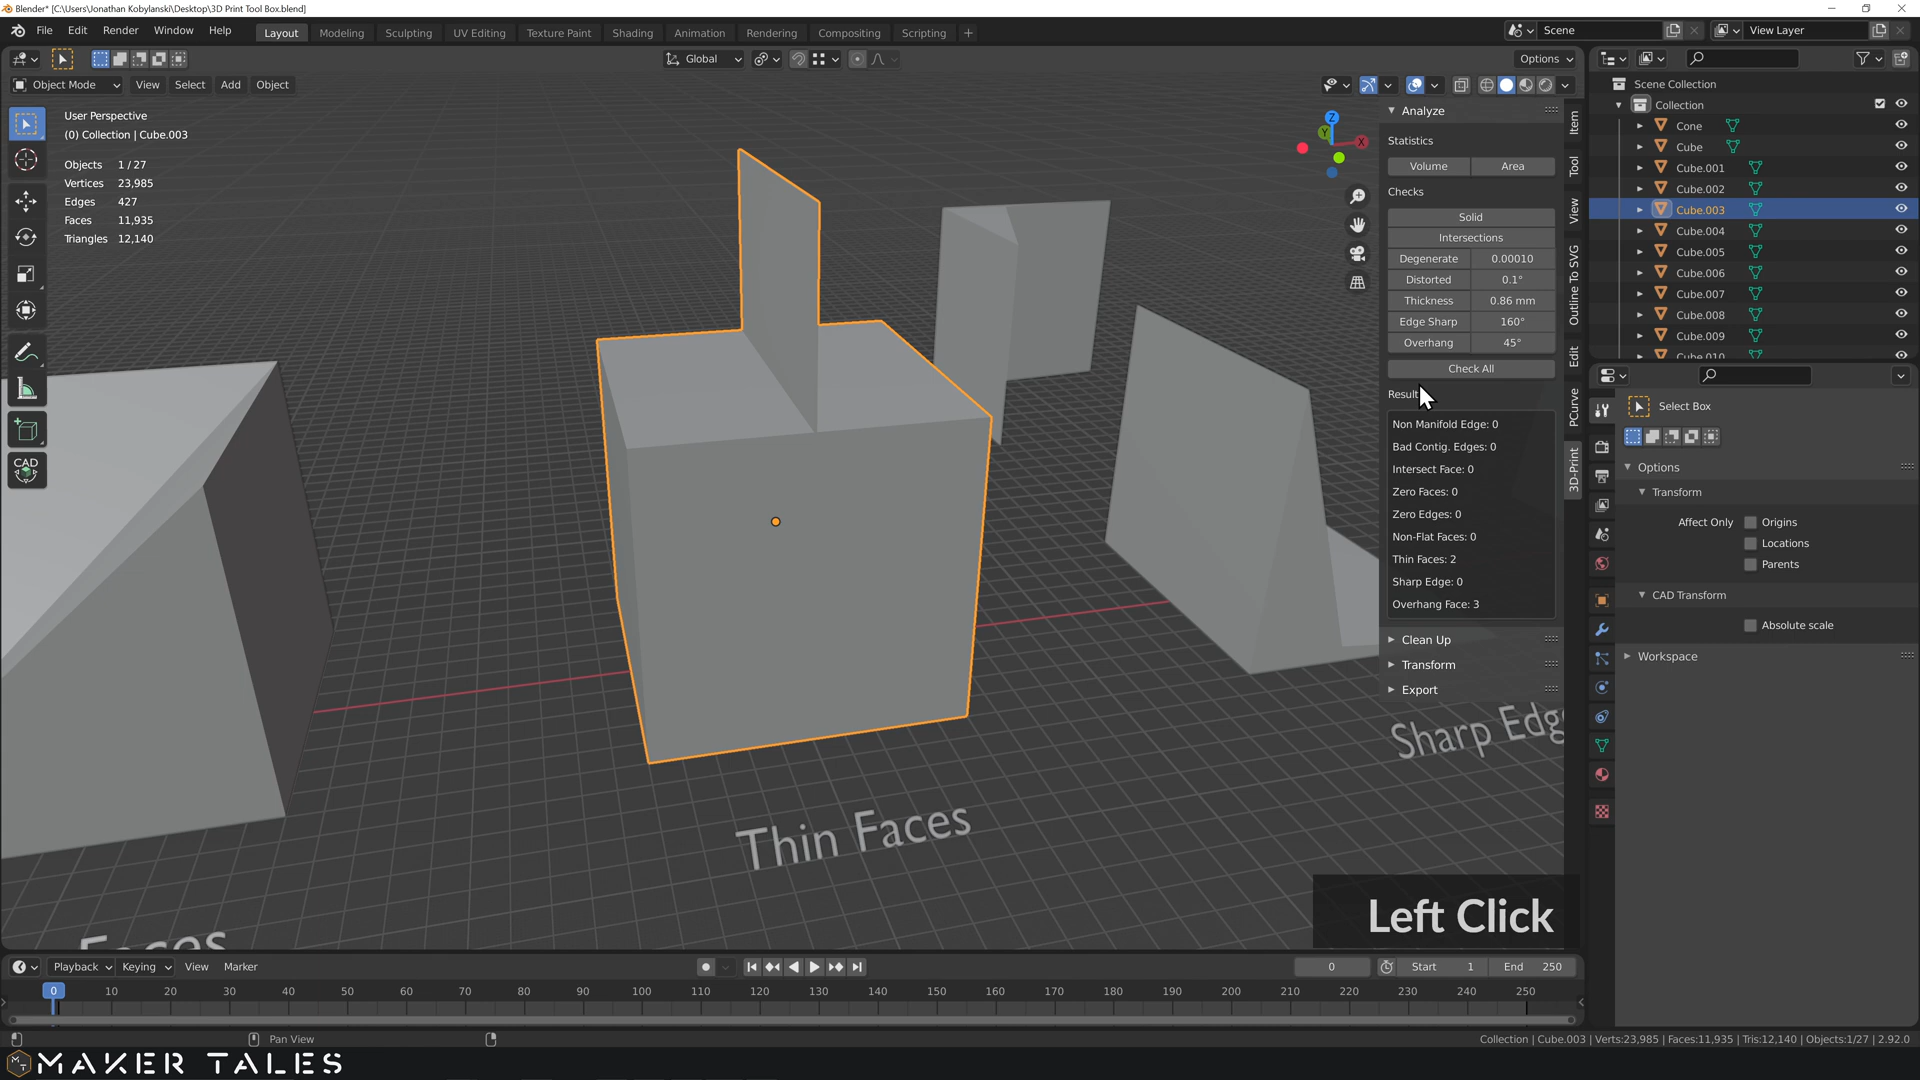 Blender* [C:\Users\Jonathan Kobylanski\Desktop\3D Print Tool Box.blend]
File Edit Render Window Help
Layout Modeling Sculpting UV Editing Texture Paint Shading Animation Rendering Compositing Scripting +
Scene
View Layer
Global
Options
Object Mode View Select Add Object
User Perspective
(0) Collection | Cube.003
Objects 1 / 27
Vertices 23,985
Edges 427
Faces 11,935
Triangles 12,140
CAD
Z
Y
X
Analyze
Statistics
Volume Area
Checks
Solid
Intersections
Degenerate 0.00010
Distorted 0.1°
Thickness 0.86 mm
Edge Sharp 160°
Overhang 45°
Check All
Result
Non Manifold Edge: 0
Bad Contig. Edges: 0
Intersect Face: 0
Zero Faces: 0
Zero Edges: 0
Non-Flat Faces: 0
Thin Faces: 2
Sharp Edge: 0
Overhang Face: 3
Clean Up
Transform
Export
Item
Tool
View
Outline To SVG
Edit
PCurve
3D-Print
Scene Collection
Collection
Cone
Cube
Cube.001
Cube.002
Cube.003
Cube.004
Cube.005
Cube.006
Cube.007
Cube.008
Cube.009
Cube.010
Select Box
Options
Transform
Affect Only Origins
Locations
Parents
CAD Transform
Absolute scale
Workspace
Sharp Edg
Thin Faces
Faces
Left Click
Playback Keying View Marker
0 Start 1 End 250
0 10 20 30 40 50 60 70 80 90 100 110 120 130 140 150 160 170 180 190 200 210 220 230 240 250
Pan View
Collection | Cube.003 | Verts:23,985 | Faces:11,935 | Tris:12,140 | Objects:1/27 | 2.92.0
MT MAKER TALES